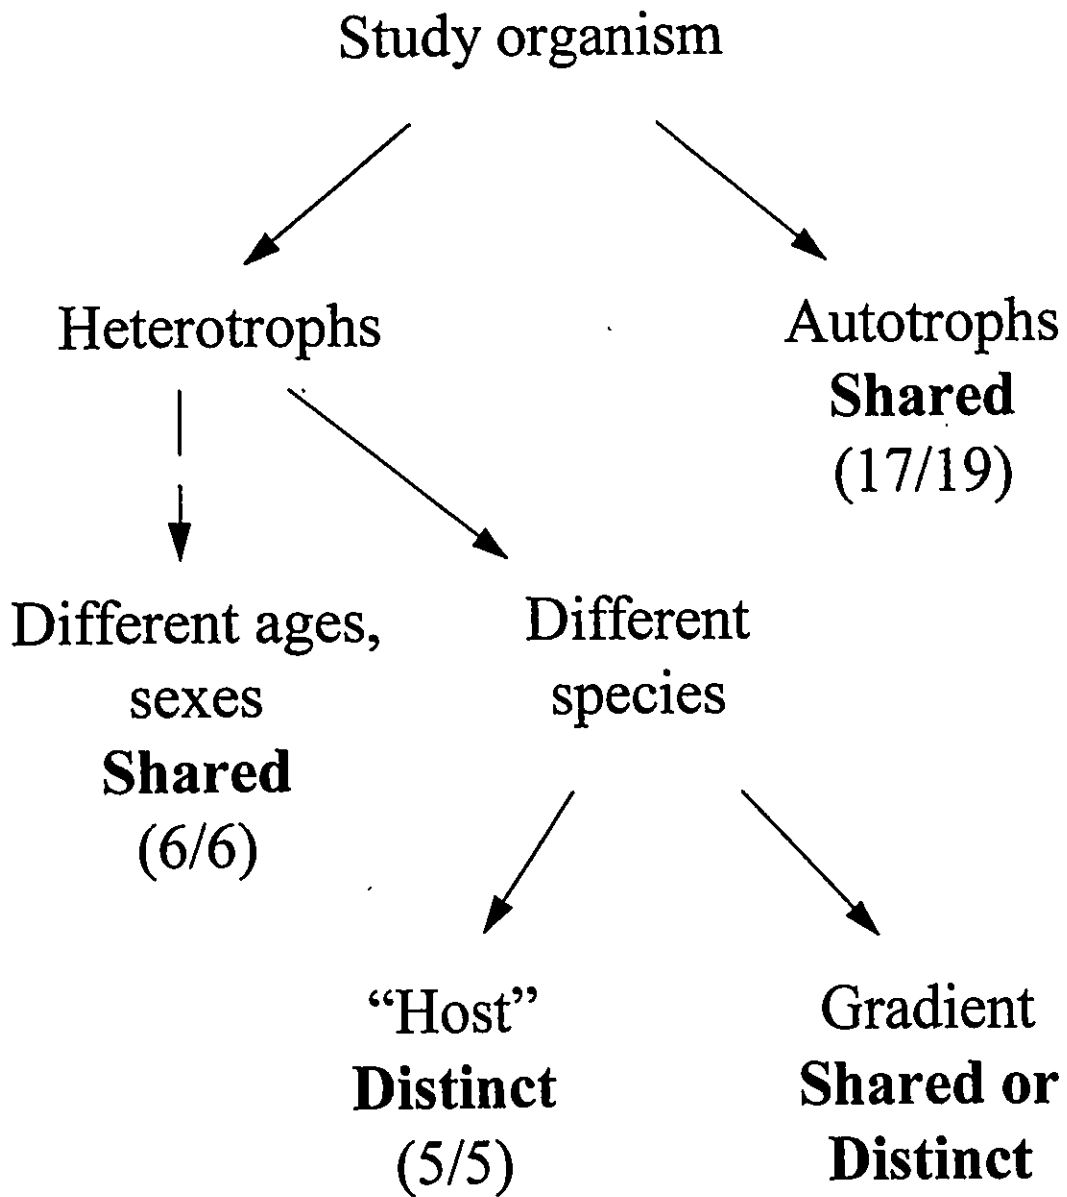 Study organism
Heterotrophs
Autotrophs
Shared
(17/19)
Different ages,
sexes
Shared
(6/6)
Different
species
“Host”
Distinct
(5/5)
Gradient
Shared or
Distinct